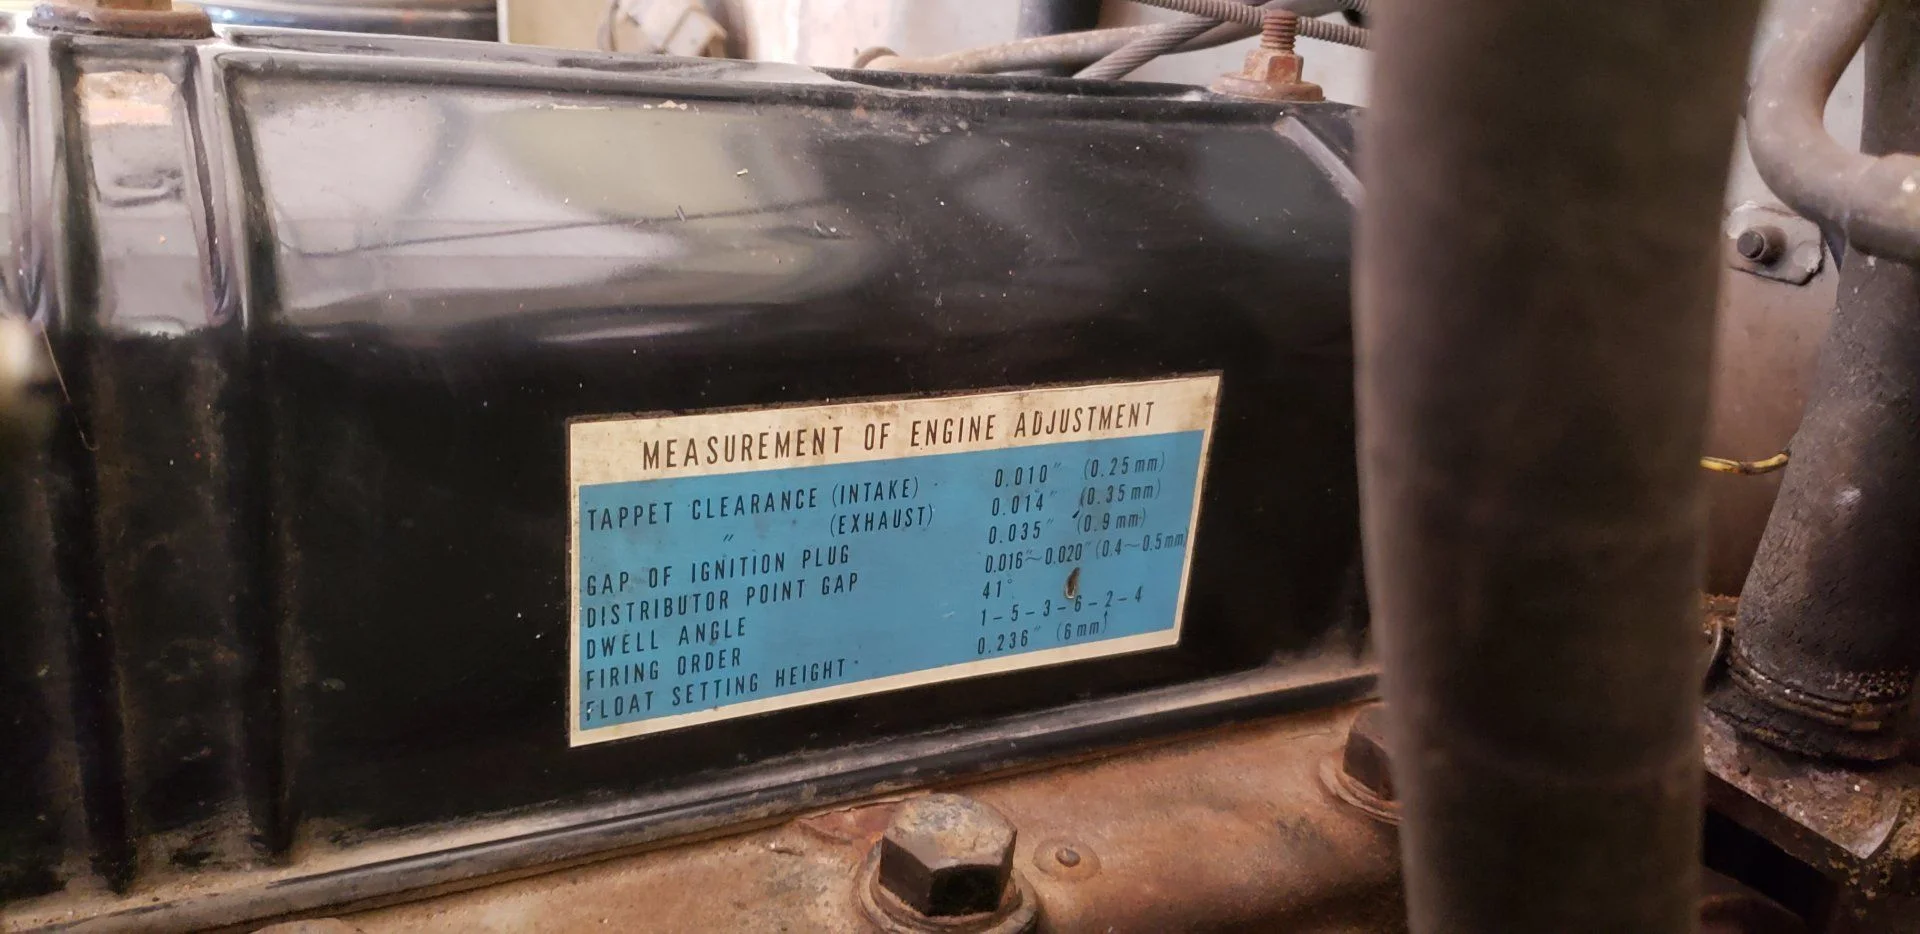 MEASUREMENT OF ENGINE ADJUSTMENT
TAPPET CLEARANCE (INTAKE) 0.010" (0.25mm)
" (EXHAUST) 0.014" (0.35mm)
GAP OF IGNITION PLUG 0.035" (0.9mm)
DISTRIBUTOR POINT GAP 0.016"~0.020" (0.4~0.5mm
DWELL ANGLE 41°
FIRING ORDER 1-5-3-6-2-4
FLOAT SETTING HEIGHT 0.236" (6mm)